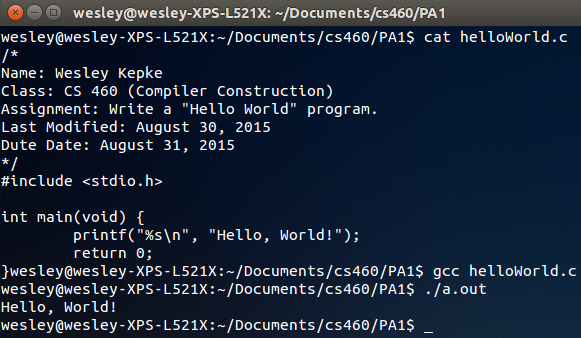 wesley@wesley-XPS-L521X: ~/Documents/cs460/PA1
wesley@wesley-XPS-L521X:~/Documents/cs460/PA1$ cat helloWorld.c
/*
Name: Wesley Kepke
Class: CS 460 (Compiler Construction)
Assignment: Write a "Hello World" program.
Last Modified: August 30, 2015
Dute Date: August 31, 2015
*/
#include <stdio.h>

int main(void) {
        printf("%s\n", "Hello, World!");
        return 0;
}wesley@wesley-XPS-L521X:~/Documents/cs460/PA1$ gcc helloWorld.c
wesley@wesley-XPS-L521X:~/Documents/cs460/PA1$ ./a.out
Hello, World!
wesley@wesley-XPS-L521X:~/Documents/cs460/PA1$ _